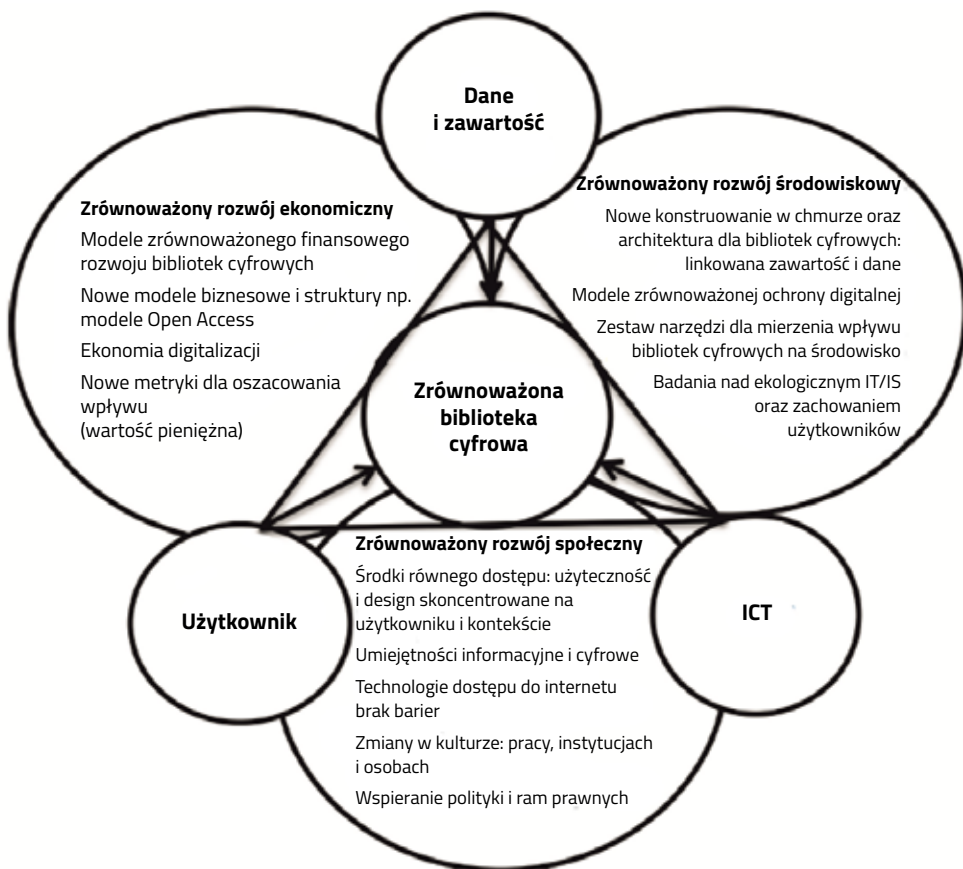 Dane
i zawartość
Zrównoważony rozwój ekonomiczny
Modele zrównoważonego finansowego
rozwoju bibliotek cyfrowych
Nowe modele biznesowe i struktury np.
modele Open Access
Ekonomia digitalizacji
Nowe metryki dla oszacowania
wpływu
(wartość pieniężna)
Zrównoważony rozwój środowiskowy
Nowe konstruowanie w chmurze oraz
architektura dla bibliotek cyfrowych:
linkowana zawartość i dane
Modele zrównoważonej ochrony digitalnej
Zestaw narzędzi dla mierzenia wpływu
bibliotek cyfrowych na środowisko
Badania nad ekologicznym IT/IS
oraz zachowaniem
użytkowników
Zrównoważona
biblioteka
cyfrowa
Użytkownik
Zrównoważony rozwój społeczny
Środki równego dostępu: użyteczność
i design skoncentrowane na
użytkowniku i kontekście
Umiejętności informacyjne i cyfrowe
Technologie dostępu do internetu
brak barier
Zmiany w kulturze: pracy, instytucjach
i osobach
Wspieranie polityki i ram prawnych
ICT